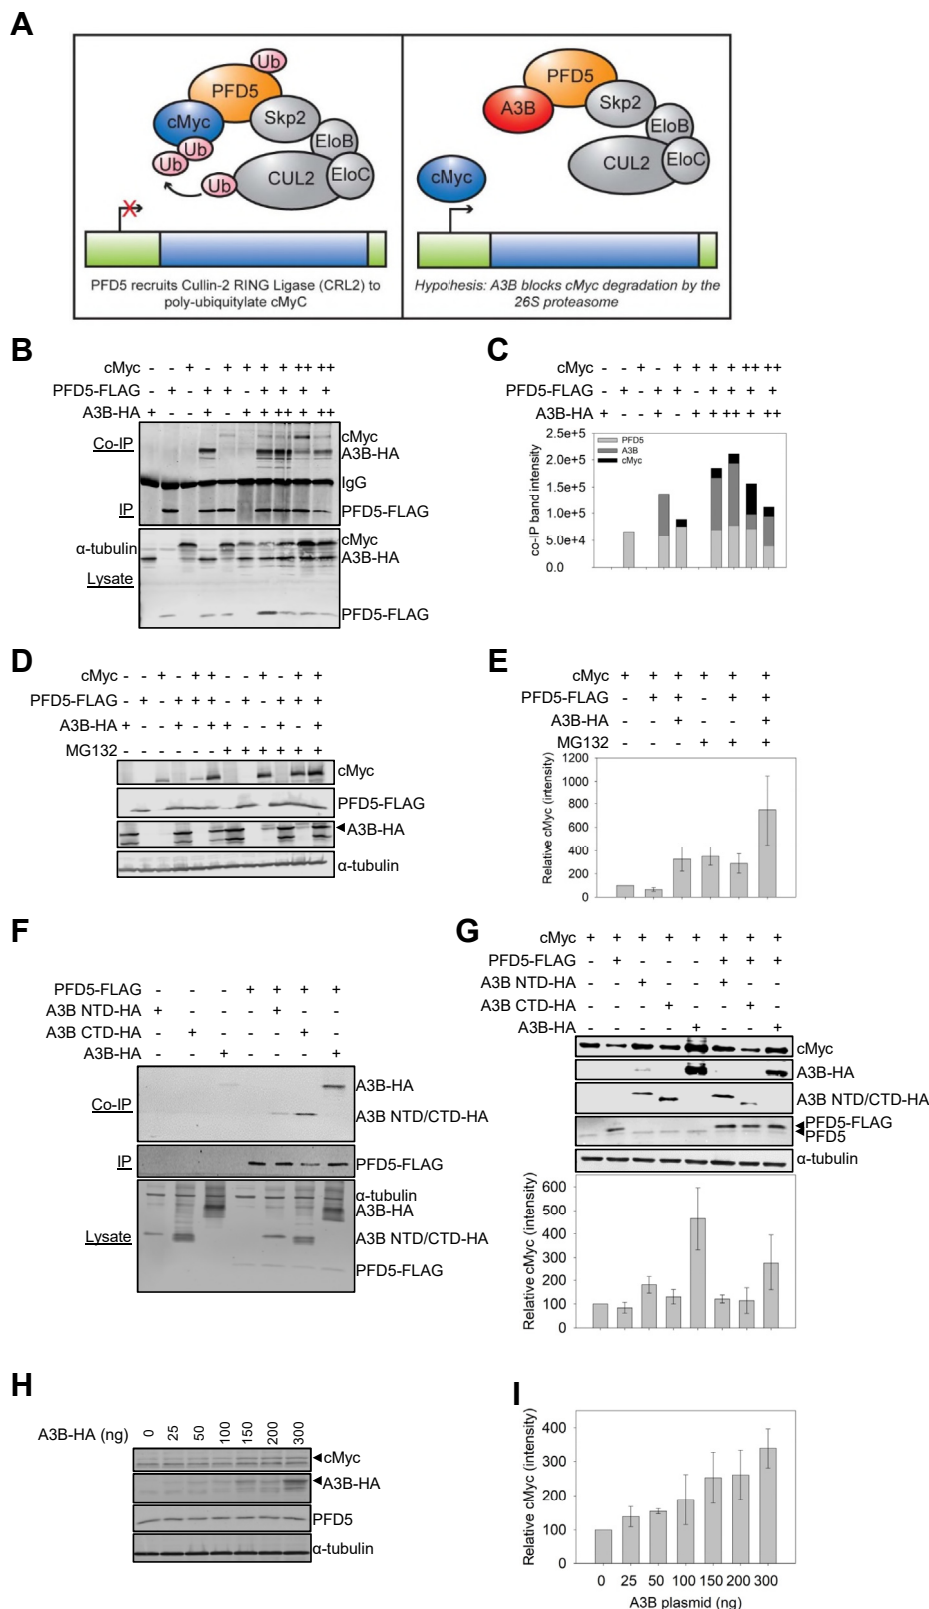 A
Ub
PFD5
cMyc
Skp2
Ub
Ub
EloB
Ub
CUL2
EloC
X
PFD5 recruits Cullin-2 RING Ligase (CRL2) to
poly-ubiquitylate cMyC
PFD5
A3B
Skp2
EloB
CUL2
EloC
cMyc
Hypothesis: A3B blocks cMyc degradation by the
26S proteasome
B
cMyc - - + - + + + + ++ ++
PFD5-FLAG - + - + + - + + + +
A3B-HA + - - + - + + ++ + ++
Co-IP
cMyc
A3B-HA
IgG
IP
PFD5-FLAG
α-tubulin
cMyc
A3B-HA
Lysate
PFD5-FLAG
C
cMyc - - + - + + + + ++ ++
PFD5-FLAG - + - + + - + + + +
A3B-HA + - - + - + + ++ + ++
2.5e+5
2.0e+5
1.5e+5
1.0e+5
5.0e+4
0.0
co-IP band intensity
PFD5
A3B
cMyc
D
cMyc - - + - + + - - + - + +
PFD5-FLAG - + - + + + - + - + + +
A3B-HA + - - + - + + - - + - +
MG132 - - - - - - + + + + + +
cMyc
PFD5-FLAG
A3B-HA
α-tubulin
E
cMyc + + + + + +
PFD5-FLAG - + + - + +
A3B-HA - - + - - +
MG132 - - - + + +
1200
1000
800
600
400
200
0
Relative cMyc (intensity)
F
PFD5-FLAG - - - + + + +
A3B NTD-HA + - - - + - -
A3B CTD-HA - + - - - + -
A3B-HA - - + - - - +
Co-IP
A3B-HA
A3B NTD/CTD-HA
IP
PFD5-FLAG
α-tubulin
A3B-HA
Lysate
A3B NTD/CTD-HA
PFD5-FLAG
G
cMyc + + + + + + + +
PFD5-FLAG - + - - - + + +
A3B NTD-HA - - + - - + - -
A3B CTD-HA - - - + - - + -
A3B-HA - - - - + - - +
cMyc
A3B-HA
A3B NTD/CTD-HA
PFD5-FLAG
PFD5
α-tubulin
600
500
400
300
200
100
0
Relative cMyc (intensity)
H
A3B-HA (ng) 0 25 50 100 150 200 300
cMyc
A3B-HA
PFD5
α-tubulin
I
400
300
200
100
0
Relative cMyc (intensity)
0 25 50 100 150 200 300
A3B plasmid (ng)